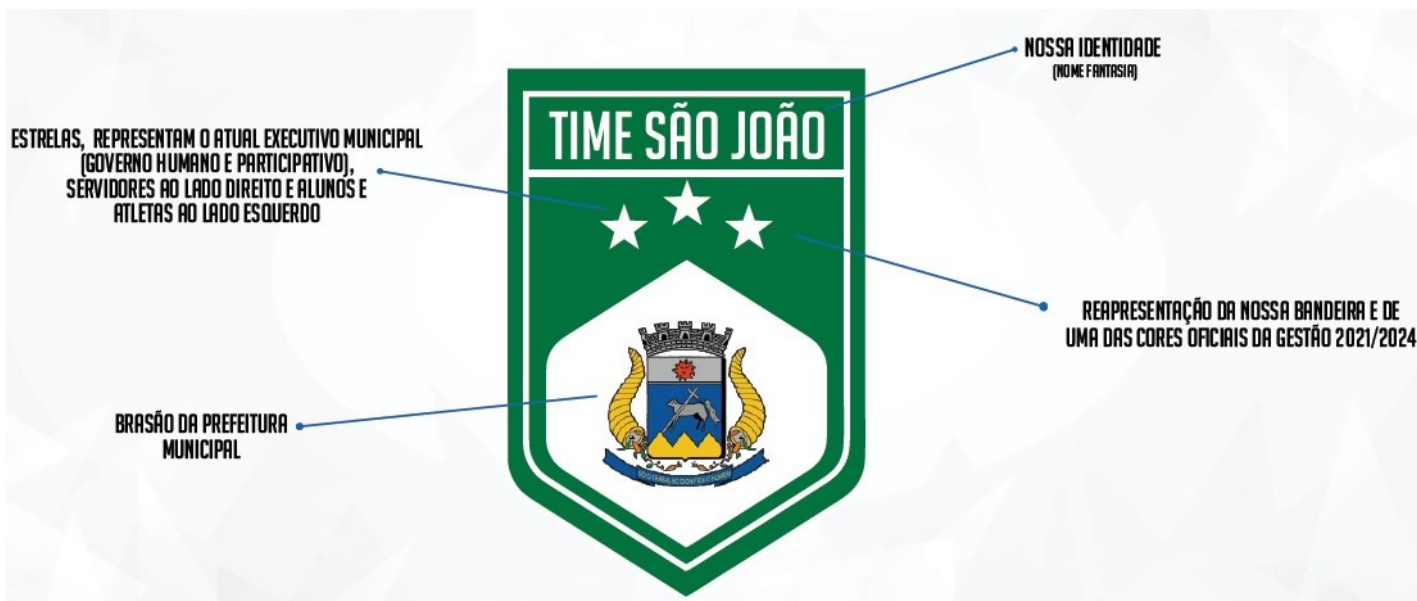 NOSSA IDENTIDADE
(NOME FANTASIA)
TIME SÃO JOÃO
ESTRELAS, REPRESENTAM O ATUAL EXECUTIVO MUNICIPAL
(GOVERNO HUMANO E PARTICIPATIVO),
SERVIDORES AO LADO DIREITO E ALUNOS E
ATLETAS AO LADO ESQUERDO
REAPRESENTAÇÃO DA NOSSA BANDEIRA E DE
UMA DAS CORES OFICIAIS DA GESTÃO 2021/2024
BRASÃO DA PREFEITURA
MUNICIPAL